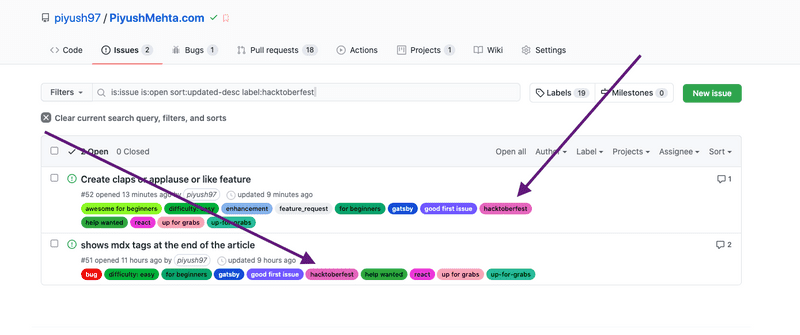 piyush97 / PiyushMehta.com
Code Issues 2 Bugs 1 Pull requests 18 Actions Projects 1 Wiki Settings
Filters is:issue is:open sort:updated-desc label:hacktoberfest Labels 19 Milestones 0 New issue
Clear current search query, filters, and sorts
2 Open 0 Closed Open all Author Label Projects Assignee Sort
Create claps or applause or like feature 1
#52 opened 13 minutes ago by piyush97 updated 9 minutes ago
awesome for beginners difficulty: easy enhancement feature_request for beginners gatsby good first issue hacktoberfest
help wanted react up for grabs up-for-grabs
shows mdx tags at the end of the article 2
#51 opened 11 hours ago by piyush97 updated 9 hours ago
bug difficulty: easy for beginners gatsby good first issue hacktoberfest help wanted react up for grabs up-for-grabs